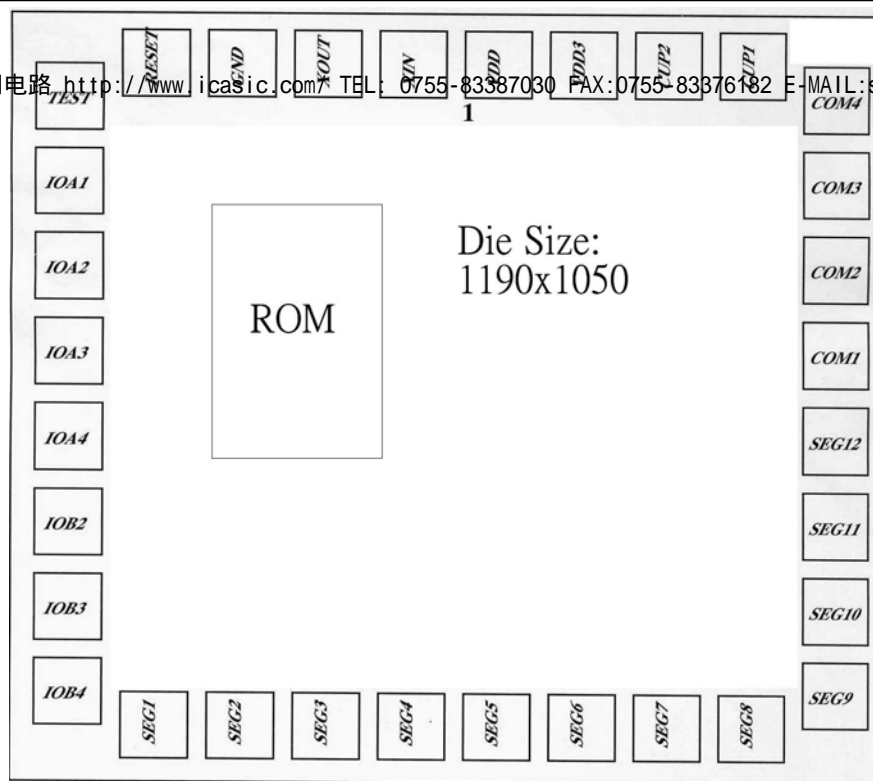 RESET GND XOUT XIN VDD VDD3 CUP2 CUP1
电路 http://www.icasic.com/ TEL: 0755-83387030 FAX:0755-83376182 E-MAIL:s
TEST
COM4
1
IOA1
COM3
IOA2
COM2
Die Size:
1190x1050
ROM
IOA3
COM1
IOA4
SEG12
IOB2
SEG11
IOB3
SEG10
IOB4
SEG9
SEG1 SEG2 SEG3 SEG4 SEG5 SEG6 SEG7 SEG8